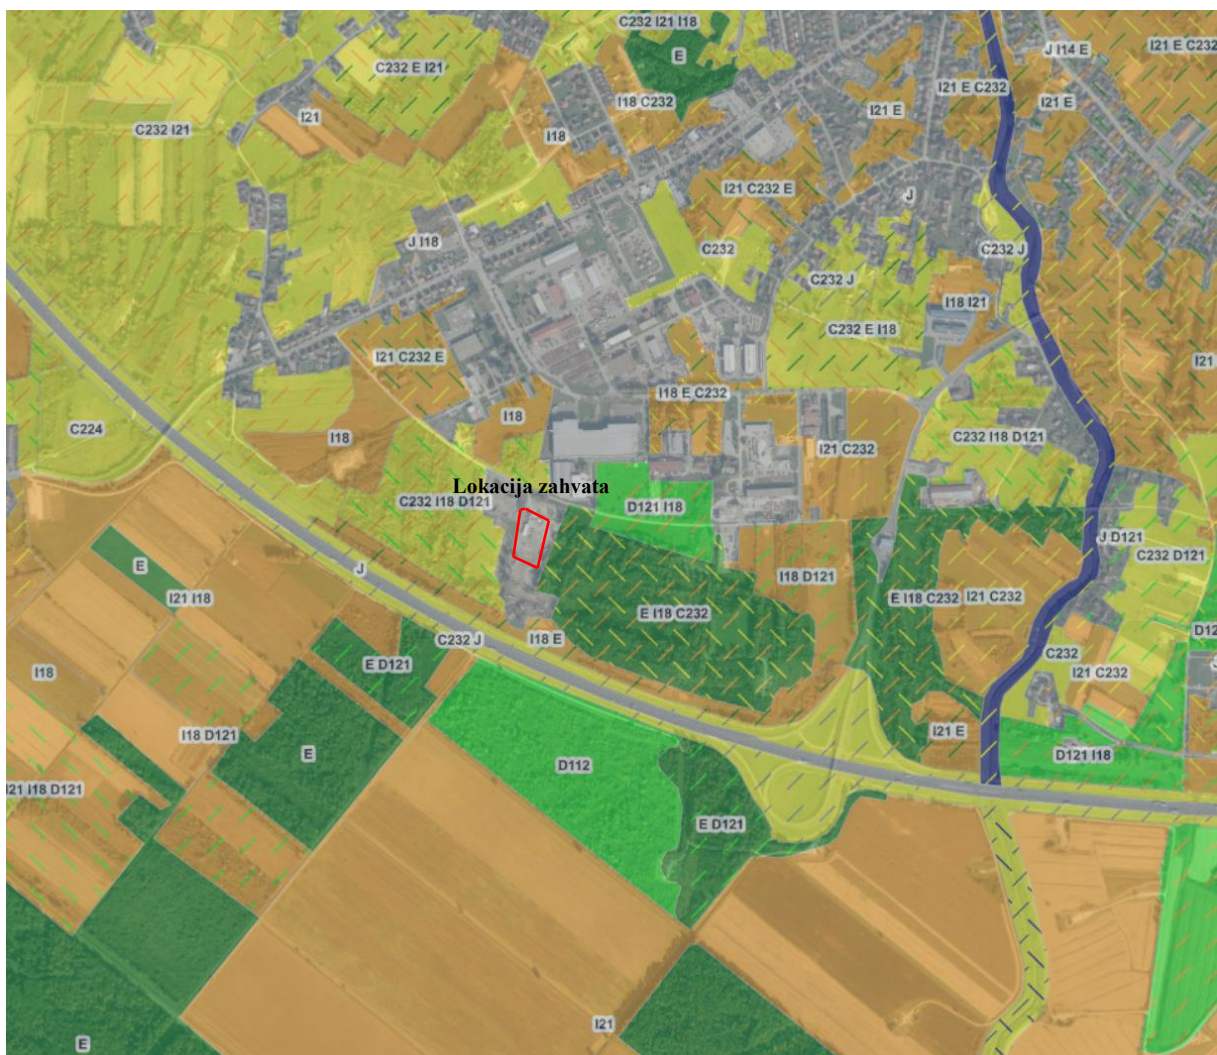 C232 I21 I18
E
J I14 E
I21 E C232
C232 E I21
I21 E C232
I18 C232
I21 E
I21
I21 E
C232 I21
I18
I21 C232 E
J
J I18
C232
C232 J
C232 J
I18 I21
C232 E I18
I21 C232 E
I21
I18 E C232
I18
C224
I18
C232 I18 D121
I21 C232
Lokacija zahvata
C232 I18 D121
D121 I18
J D121
C232 D121
E
J
I18 D121
I21 I18
E I18 C232
I21 C232
E I18 C232
I18 E
C232 J
C232
E D121
I18
I21 C232
I18 D121
I21 E
E
D121 I18
D112
I21 I18 D121
E D121
I21
E